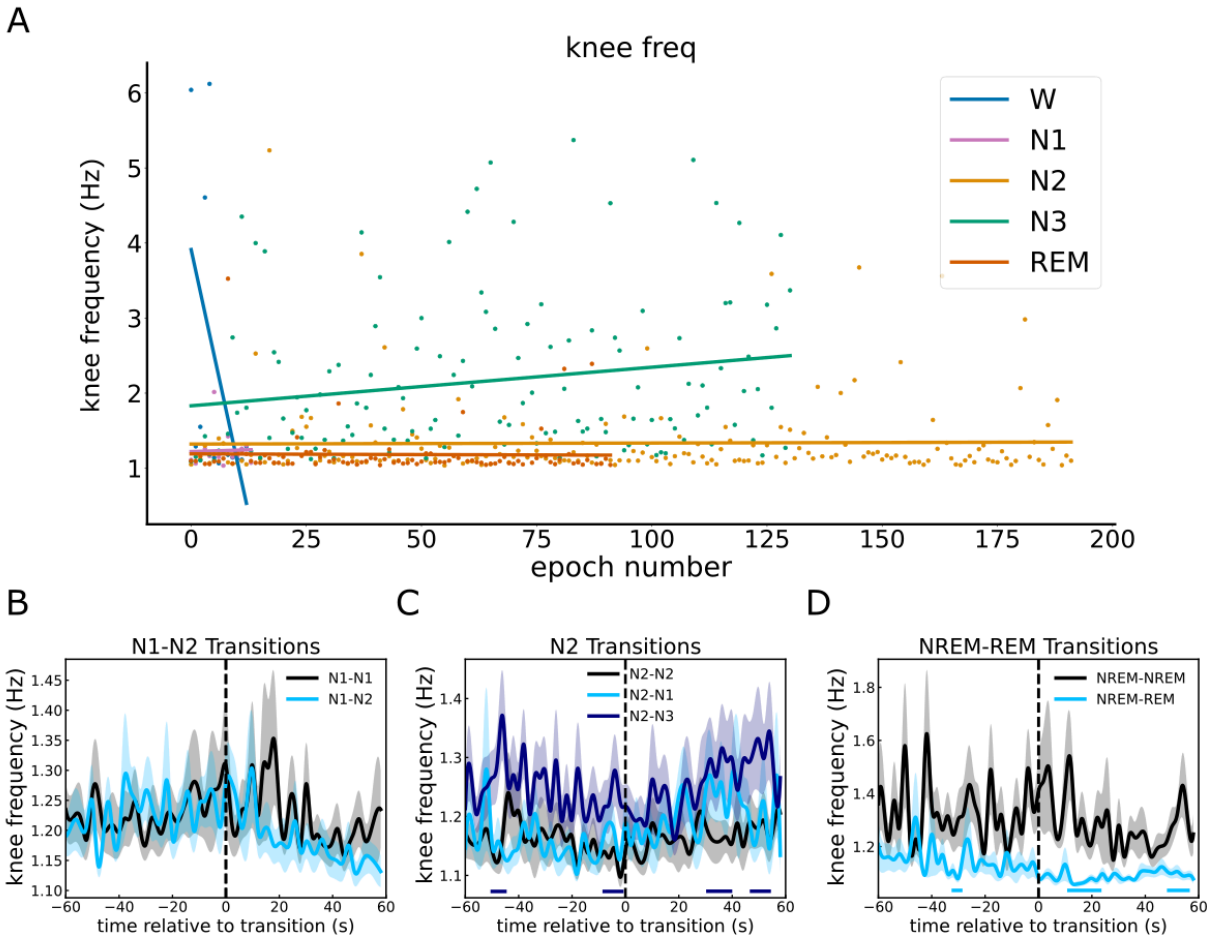 A
knee freq
knee frequency (Hz)
6
5
4
3
2
1
W
N1
N2
N3
REM
0 25 50 75 100 125 150 175 200
epoch number
B
N1-N2 Transitions
knee frequency (Hz)
1.45
1.40
1.35
1.30
1.25
1.20
1.15
1.10
N1-N1
N1-N2
−60 −40 −20 0 20 40 60
time relative to transition (s)
C
N2 Transitions
knee frequency (Hz)
1.4
1.3
1.2
1.1
N2-N2
N2-N1
N2-N3
−60 −40 −20 0 20 40 60
time relative to transition (s)
D
NREM-REM Transitions
knee frequency (Hz)
1.8
1.6
1.4
1.2
NREM-NREM
NREM-REM
−60 −40 −20 0 20 40 60
time relative to transition (s)